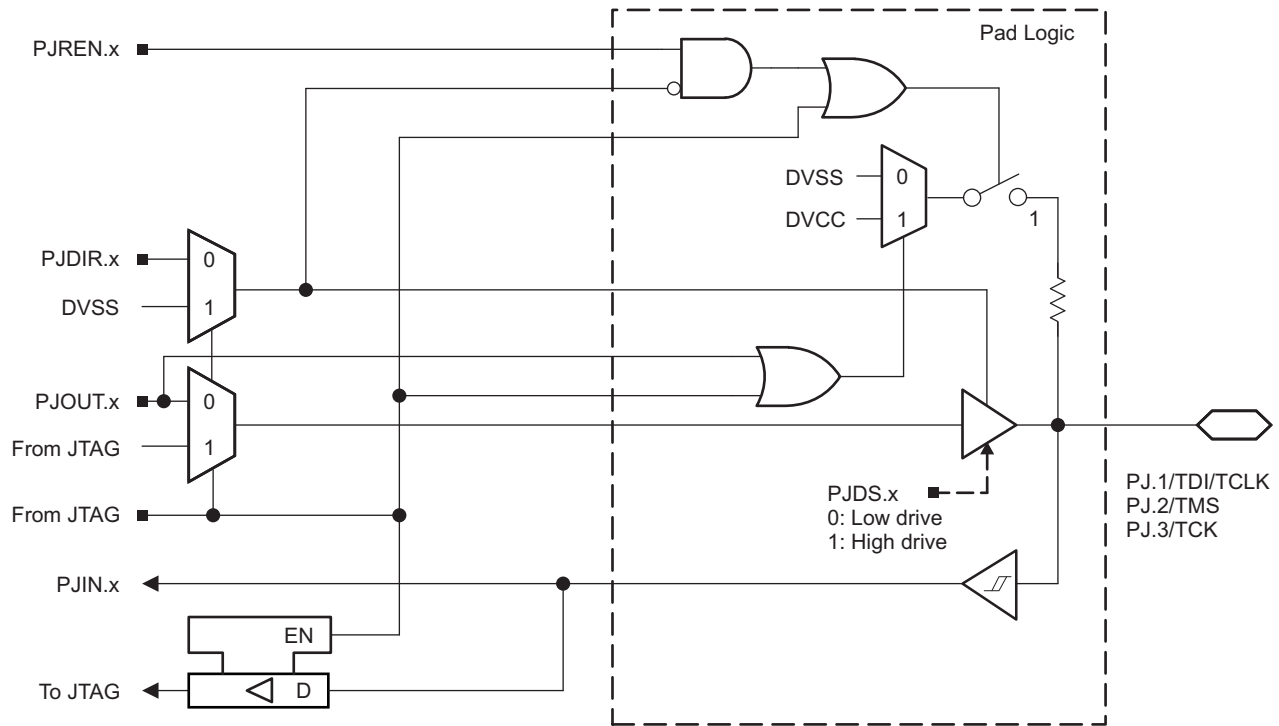 Pad Logic
PJREN.x
DVSS
0
DVCC
1
1
PJDIR.x
0
DVSS
1
PJOUT.x
0
From JTAG
1
From JTAG
PJDS.x
0: Low drive
1: High drive
PJ.1/TDI/TCLK
PJ.2/TMS
PJ.3/TCK
PJIN.x
EN
To JTAG
D